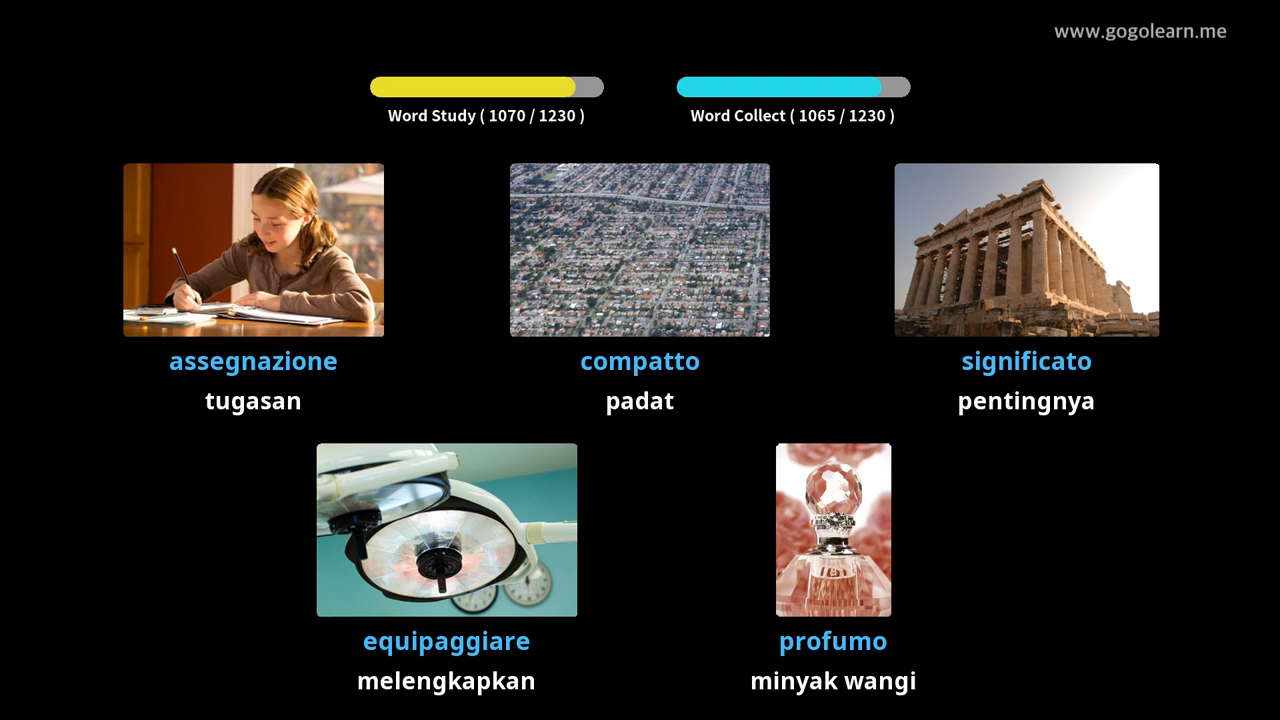 www.gogolearn.me
Word Study ( 1070 / 1230 )
Word Collect ( 1065 / 1230 )
assegnazione
tugasan
compatto
padat
significato
pentingnya
equipaggiare
melengkapkan
profumo
minyak wangi